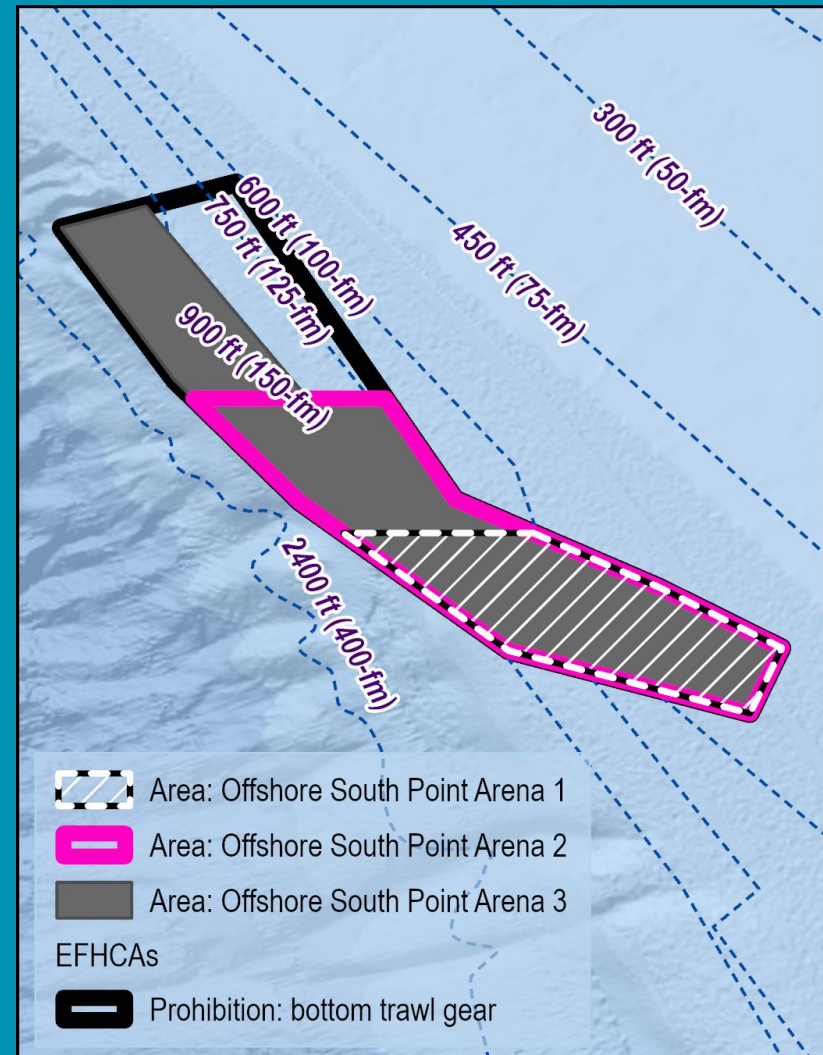 300 ft (50-fm)
600 ft (100-fm)
450 ft (75-fm)
750 ft (125-fm)
900 ft (150-fm)
2400 ft (400-fm)
Area: Offshore South Point Arena 1
Area: Offshore South Point Arena 2
Area: Offshore South Point Arena 3
EFHCAs
Prohibition: bottom trawl gear